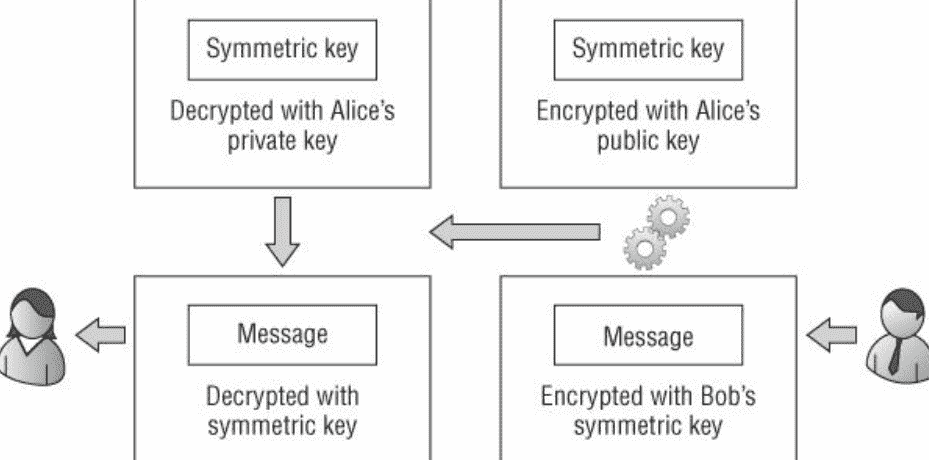 Symmetric key
Decrypted with Alice's
private key
Symmetric key
Encrypted with Alice's
public key
Message
Decrypted with
symmetric key
Message
Encrypted with Bob's
symmetric key